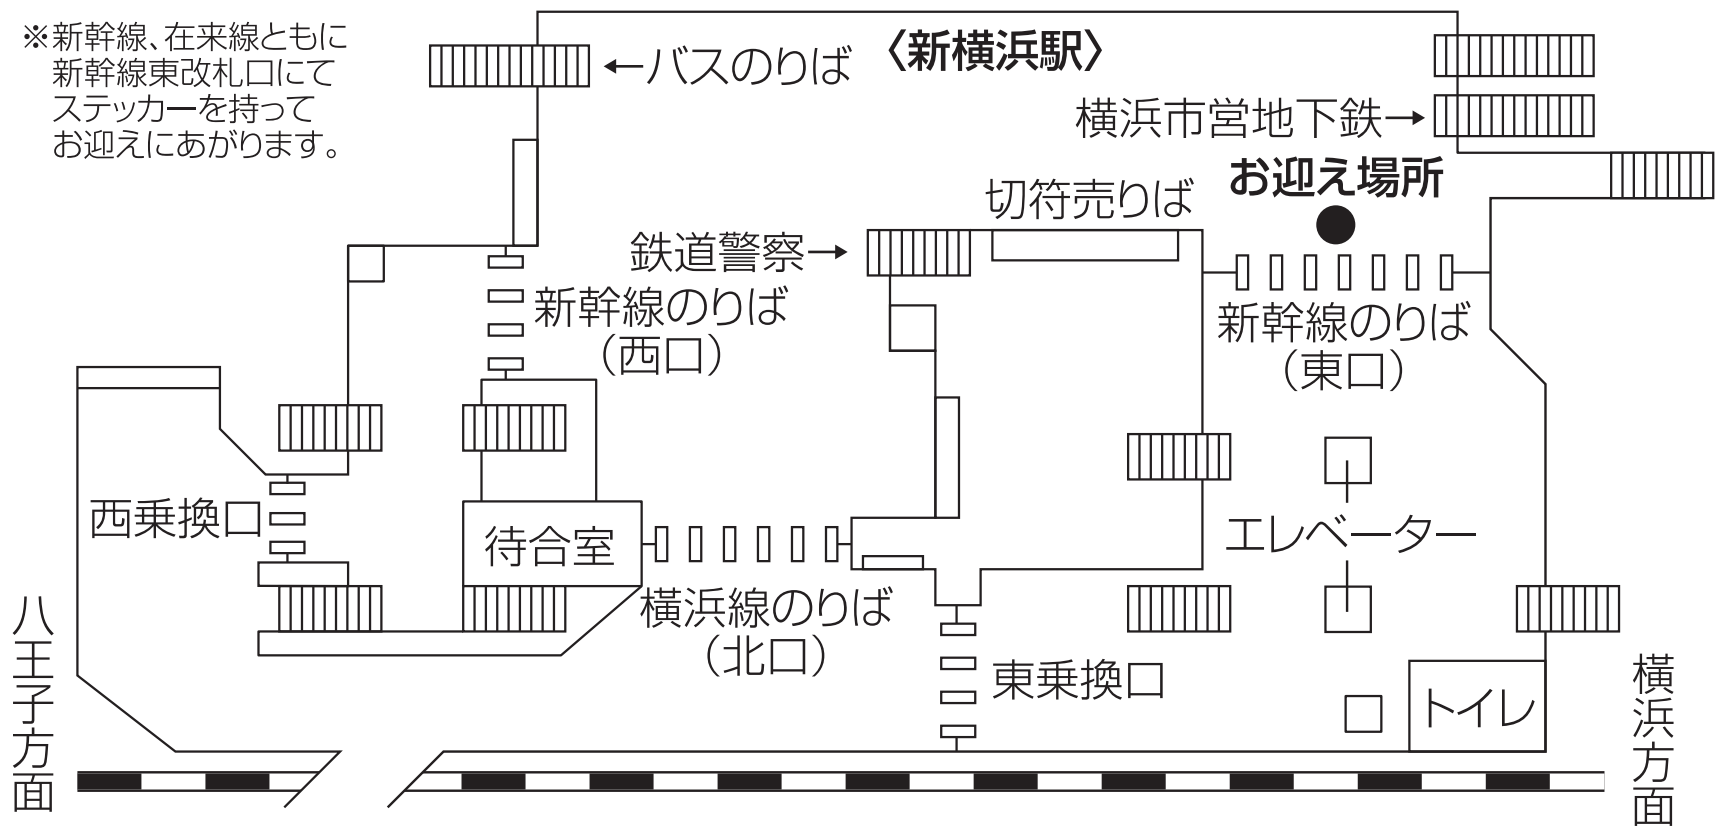 ※新幹線、在来線ともに
新幹線東改札口にて
ステッカーを持って
お迎えにあがります。
←バスのりば
〈新横浜駅〉
横浜市営地下鉄→
お迎え場所
切符売りば
鉄道警察→
新幹線のりば
（西口）
新幹線のりば
（東口）
西乗換口
待合室
エレベーター
横浜線のりば
（北口）
東乗換口
トイレ
八王子方面
横浜方面